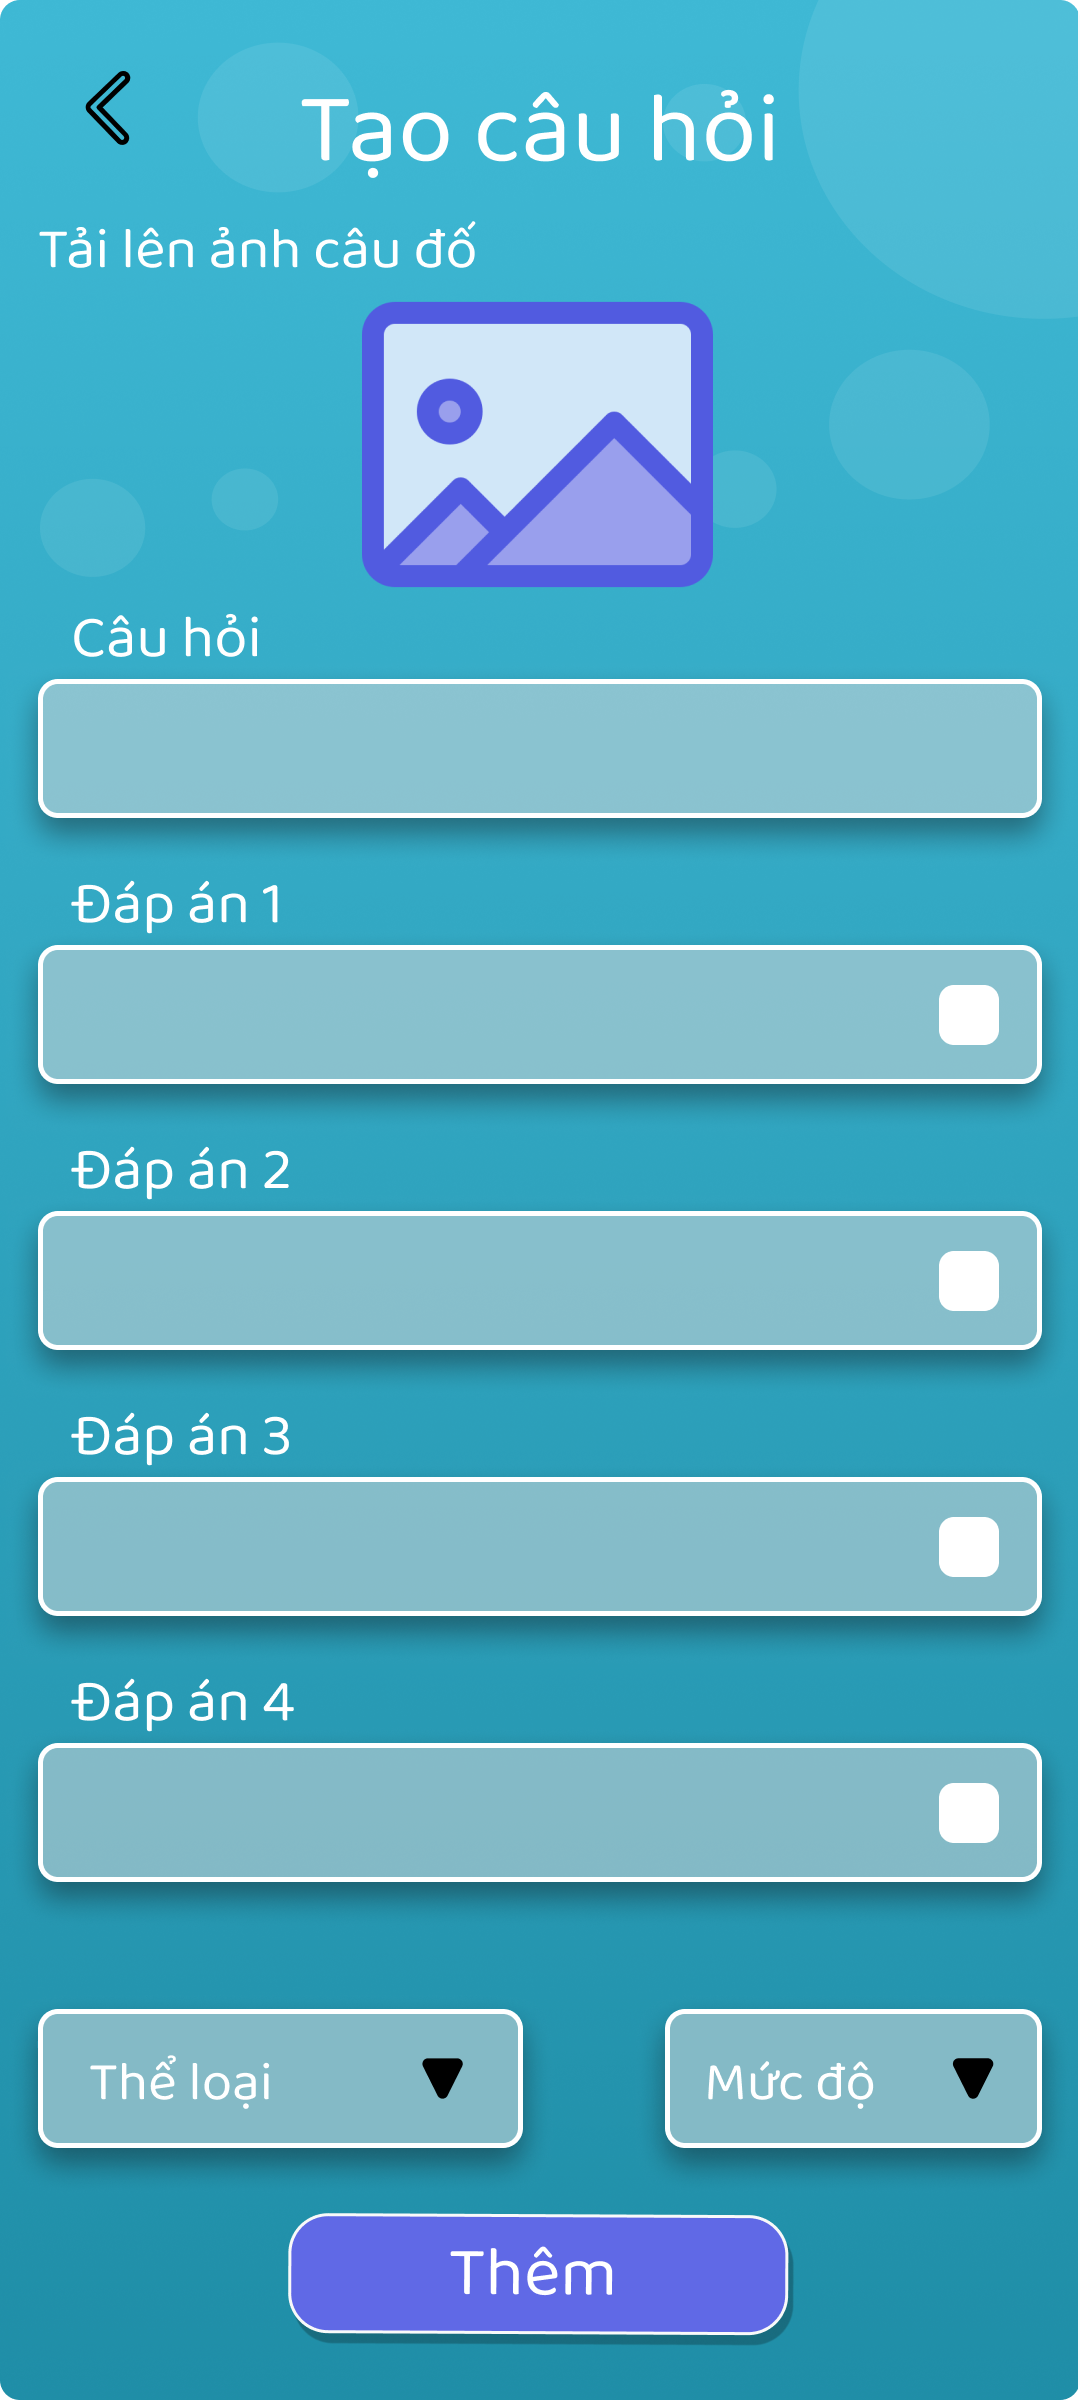 Tạo câu hỏi
Tải lên ảnh câu đố
Câu hỏi
Đáp án 1
Đáp án 2
Đáp án 3
Đáp án 4
Thể loại
Mức độ
Thêm